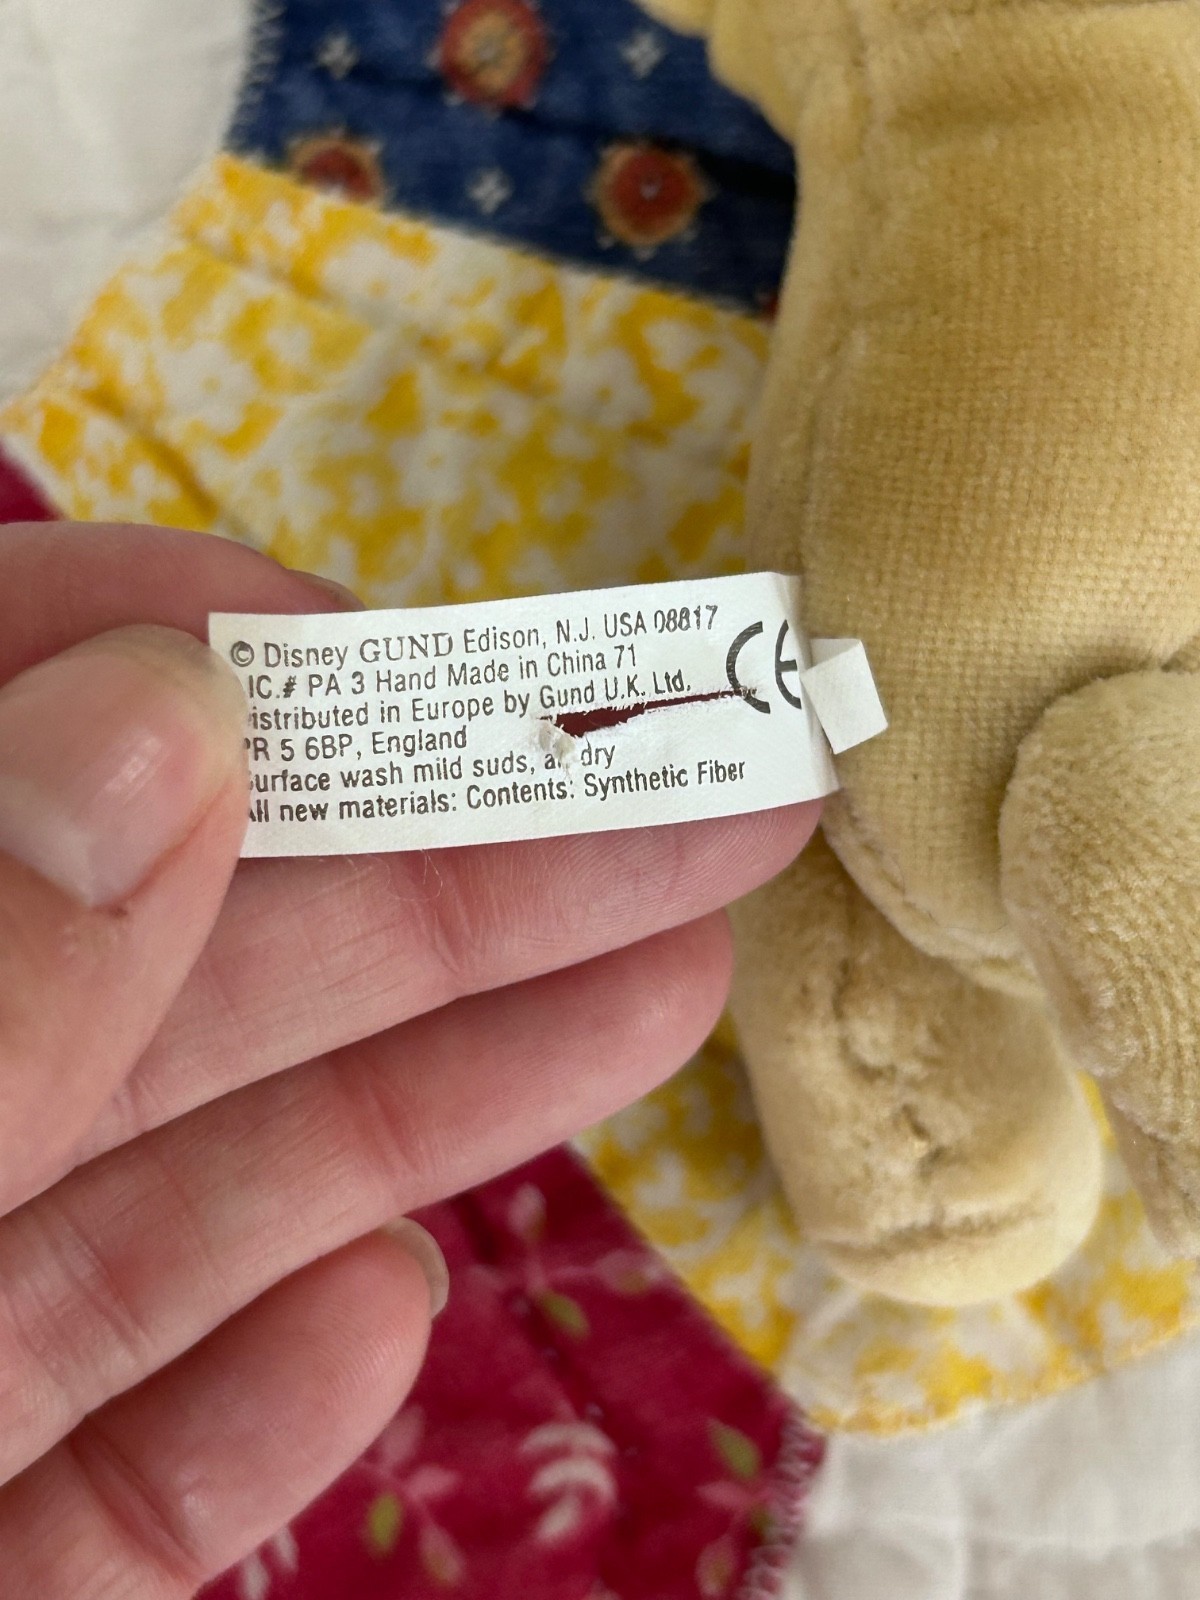 © Disney GUND Edison, N.J. USA 08817
IC.# PA 3 Hand Made in China 71
istributed in Europe by Gund U.K. Ltd.
R 5 6BP, England
urface wash mild suds, dry
All new materials: Contents: Synthetic Fiber
CE